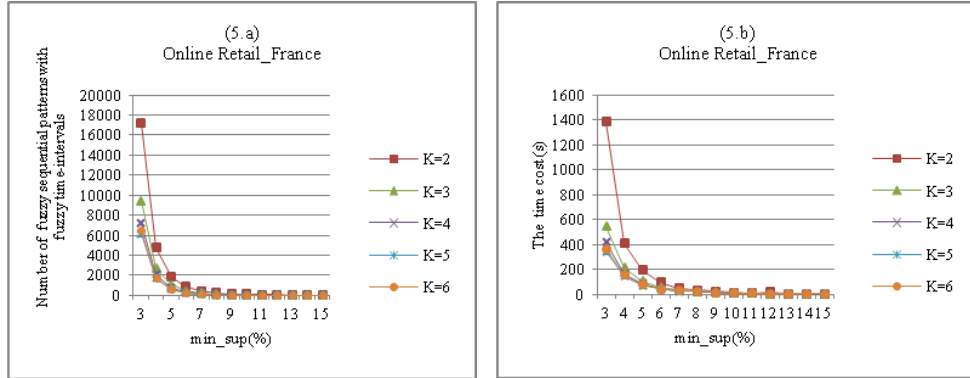 (5.a)
Online Retail_France
Number of fuzzy sequential patterns with
fuzzy time-intervals
20000
18000
16000
14000
12000
10000
8000
6000
4000
2000
0
3 5 7 9 11 13 15
min_sup(%)
K=2
K=3
K=4
K=5
K=6
(5.b)
Online Retail_France
The time cost(s)
1600
1400
1200
1000
800
600
400
200
0
3 4 5 6 7 8 9 10 11 12 13 14 15
min_sup(%)
K=2
K=3
K=4
K=5
K=6